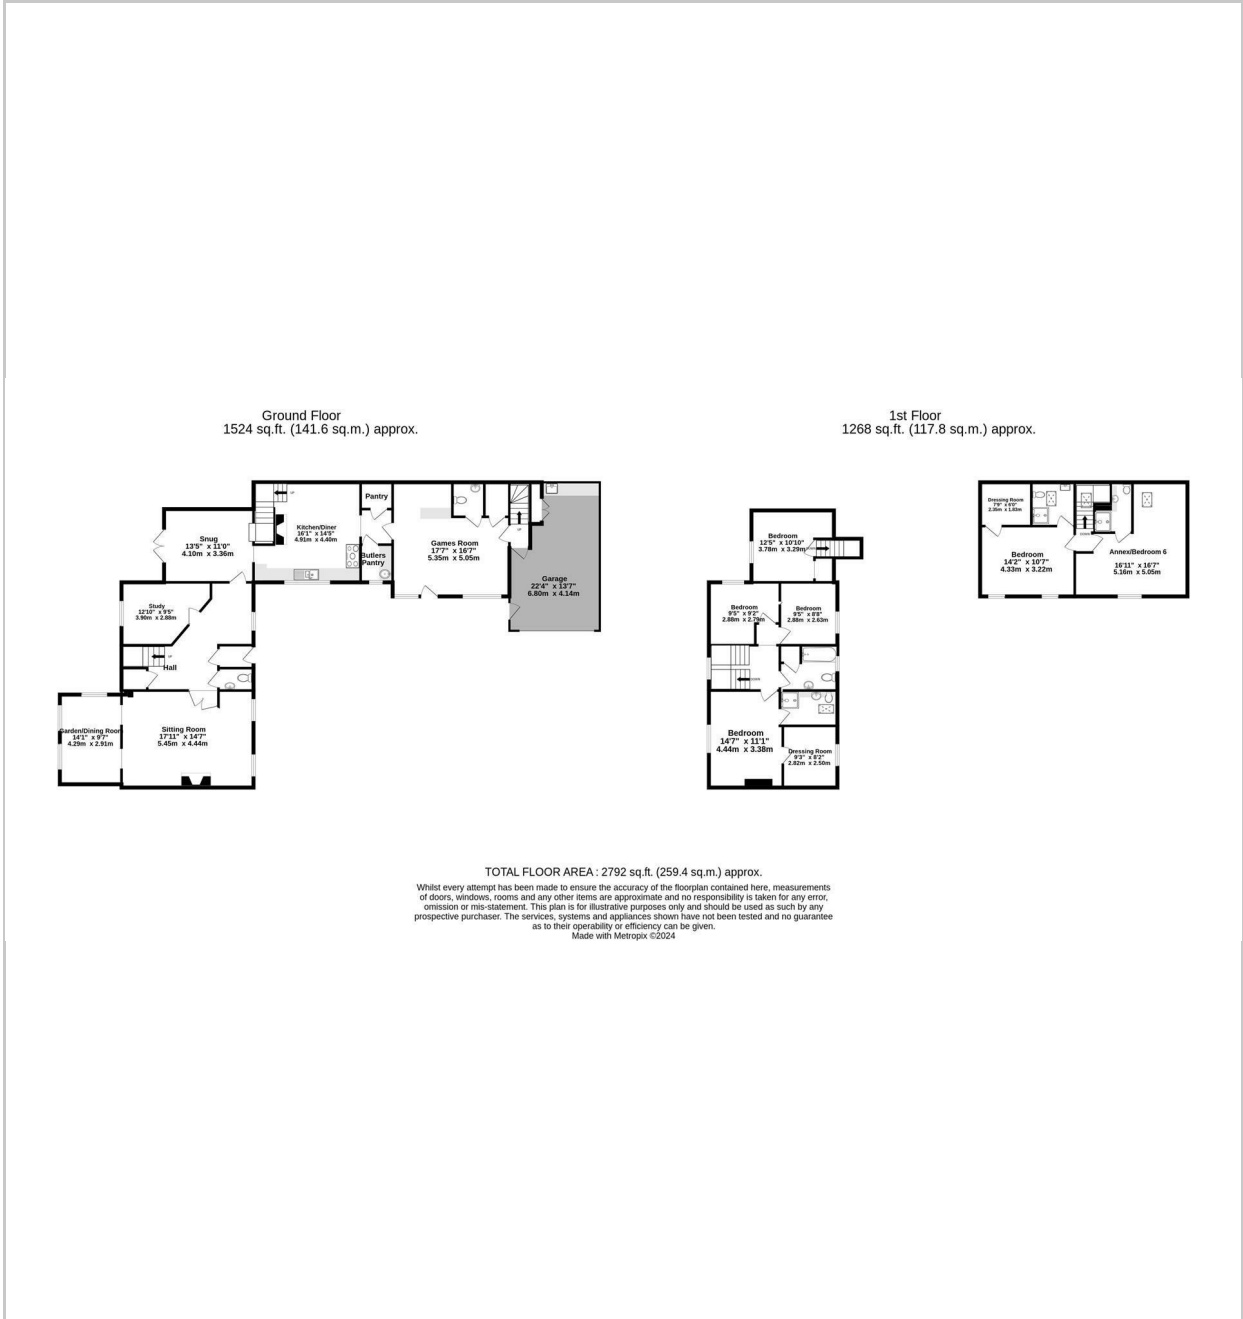 Ground Floor
1524 sq.ft. (141.6 sq.m.) approx.
1st Floor
1268 sq.ft. (117.8 sq.m.) approx.
Pantry
Kitchen/Diner
16'1" x 14'5"
4.91m x 4.40m
UP
Snug
13'5" x 11'0"
4.10m x 3.36m
Butlers
Pantry
Games Room
17'7" x 16'7"
5.35m x 5.05m
UP
Garage
22'4" x 13'7"
6.80m x 4.14m
Study
12'10" x 9'5"
3.90m x 2.88m
UP
Hall
Garden/Dining Room
14'1" x 9'7"
4.29m x 2.91m
Sitting Room
17'11" x 14'7"
5.45m x 4.44m
Bedroom
12'5" x 10'10"
3.78m x 3.29m
Bedroom
9'5" x 9'2"
2.88m x 2.79m
Bedroom
9'5" x 8'8"
2.88m x 2.63m
DOWN
Bedroom
14'7" x 11'1"
4.44m x 3.38m
Dressing Room
9'3" x 8'2"
2.82m x 2.50m
Dressing Room
7'9" x 6'0"
2.35m x 1.83m
Bedroom
14'2" x 10'7"
4.33m x 3.22m
DOWN
Annex/Bedroom 6
16'11" x 16'7"
5.16m x 5.05m
TOTAL FLOOR AREA : 2792 sq.ft. (259.4 sq.m.) approx.
Whilst every attempt has been made to ensure the accuracy of the floorplan contained here, measurements
of doors, windows, rooms and any other items are approximate and no responsibility is taken for any error,
omission or mis-statement. This plan is for illustrative purposes only and should be used as such by any
prospective purchaser. The services, systems and appliances shown have not been tested and no guarantee
as to their operability or efficiency can be given.
Made with Metropix ©2024